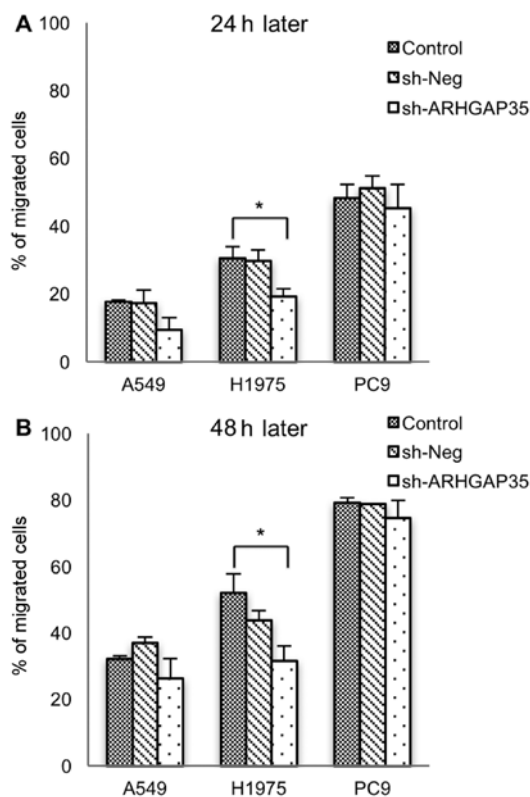 A
24 h later
100
80
60
40
20
0
% of migrated cells
Control
sh-Neg
sh-ARHGAP35
*
A549 H1975 PC9
B
48 h later
100
80
60
40
20
0
% of migrated cells
Control
sh-Neg
sh-ARHGAP35
*
A549 H1975 PC9